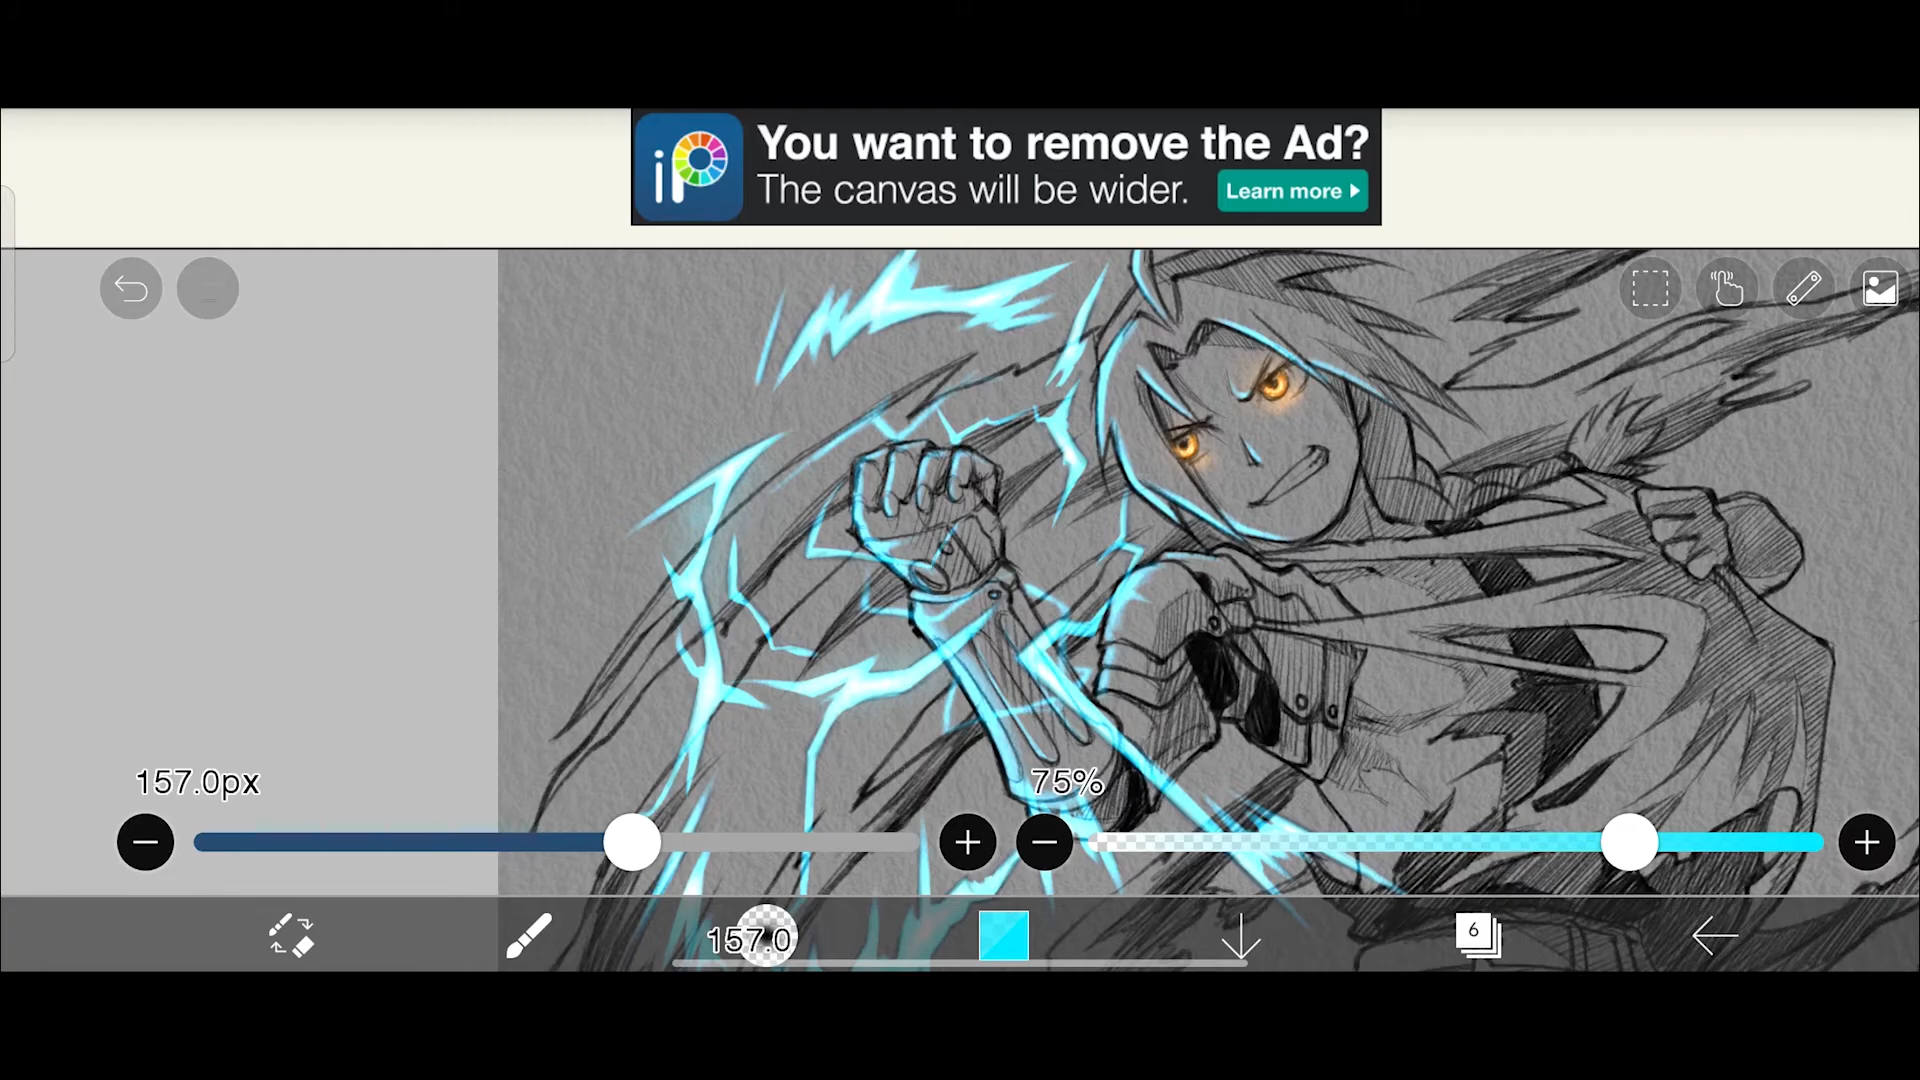 iP
You want to remove the Ad?
The canvas will be wider.
Learn more
157.0px
75%
157.0
6